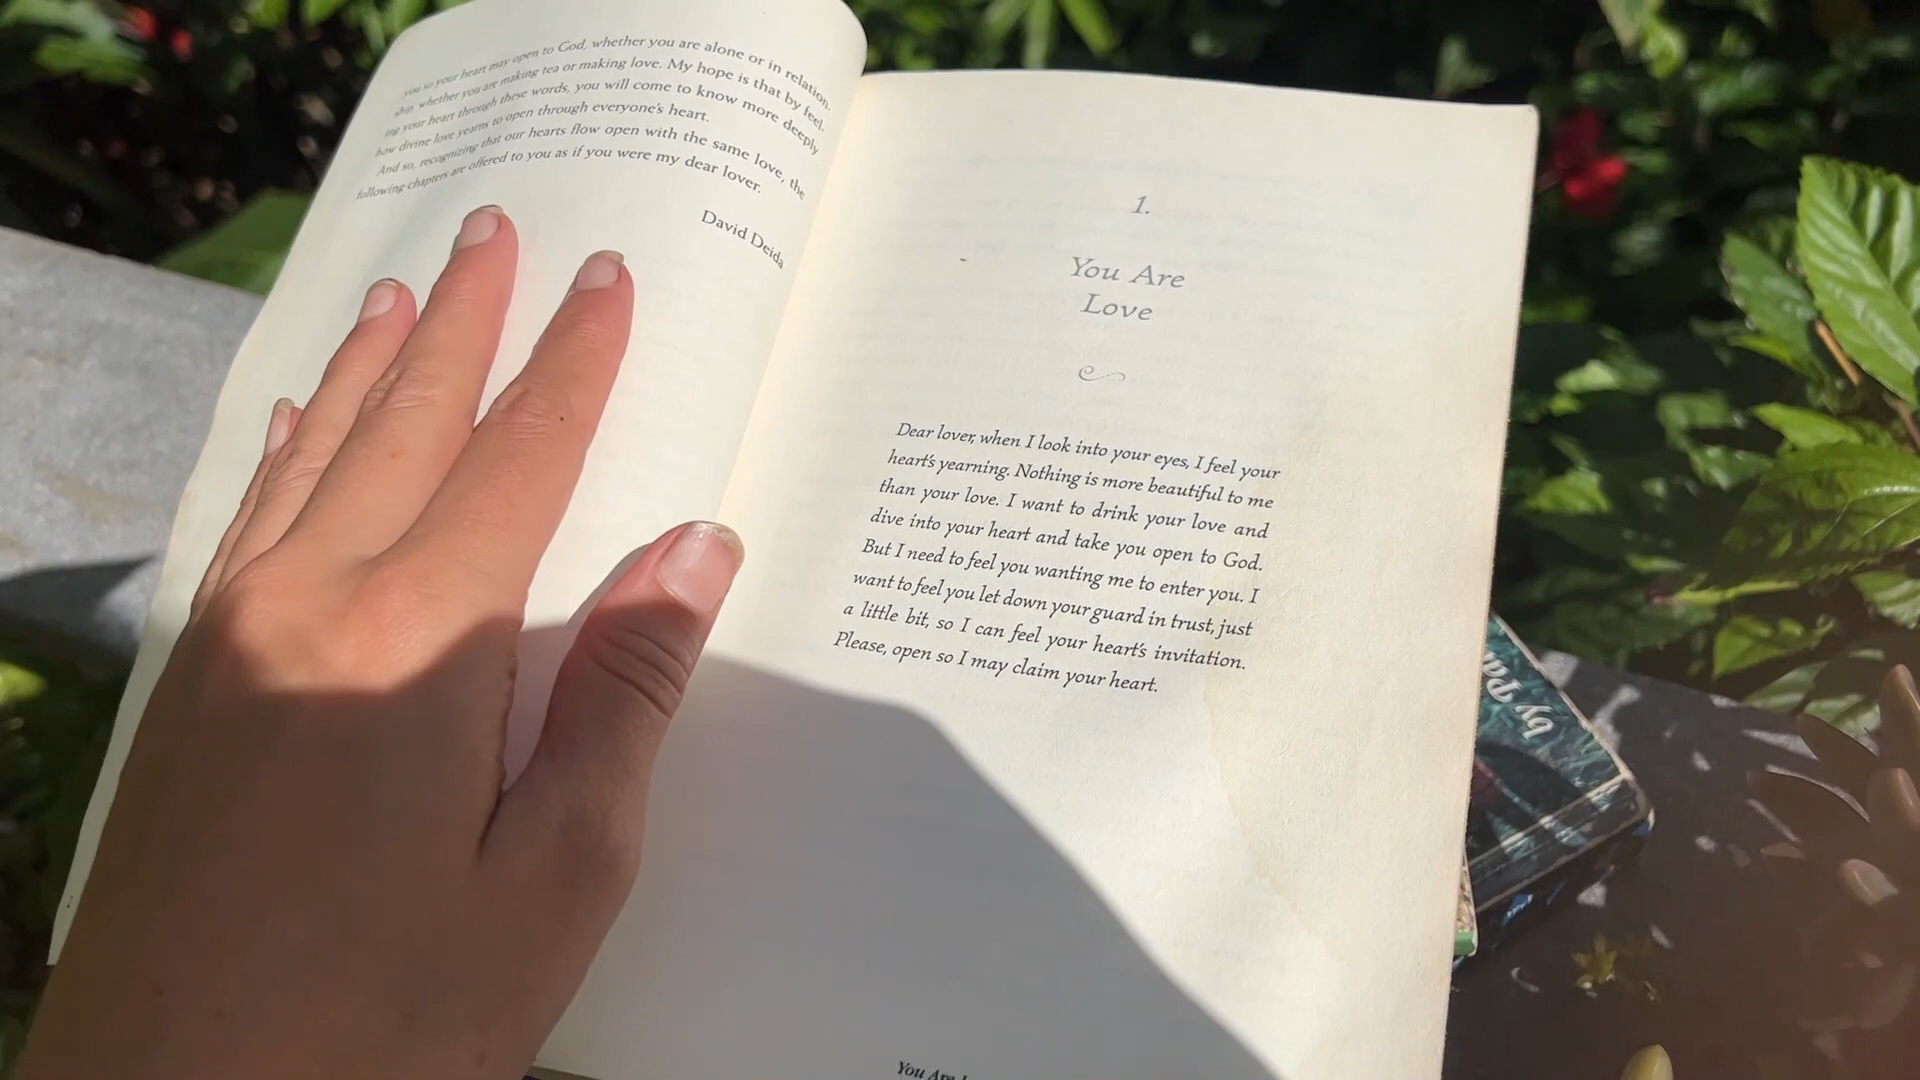 you so your heart may open to God, whether you are alone or in relation-
ship, whether you are making tea or making love. My hope is that by feel-
ing your heart through these words, you will come to know more deeply
how divine love yearns to open through everyone's heart.
And so, recognizing that our hearts flow open with the same love, the
following chapters are offered to you as if you were my dear lover.
David Deida
1.
You Are
Love
Dear lover, when I look into your eyes, I feel your
heart's yearning. Nothing is more beautiful to me
than your love. I want to drink your love and
dive into your heart and take you open to God.
But I need to feel you wanting me to enter you. I
want to feel you let down your guard in trust, just
a little bit, so I can feel your heart's invitation.
Please, open so I may claim your heart.
You Are
by